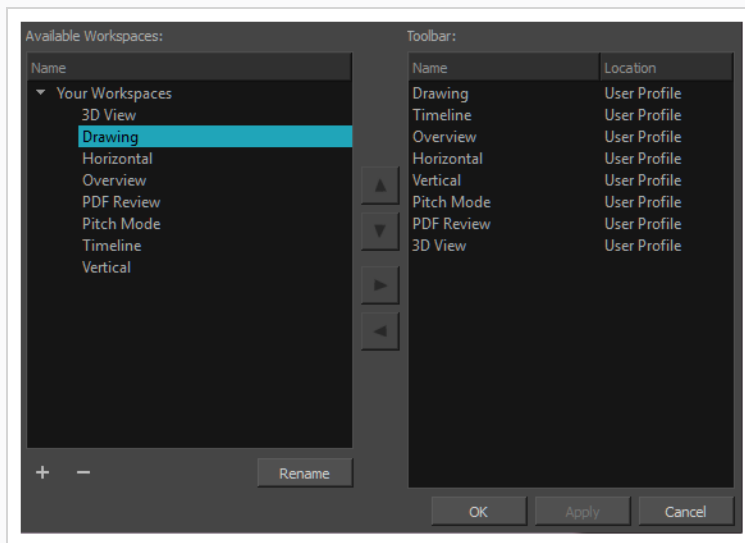 Available Workspaces:
Name
Your Workspaces
3D View
Drawing
Horizontal
Overview
PDF Review
Pitch Mode
Timeline
Vertical
+ − Rename
Toolbar:
Name Location
Drawing User Profile
Timeline User Profile
Overview User Profile
Horizontal User Profile
Vertical User Profile
Pitch Mode User Profile
PDF Review User Profile
3D View User Profile
OK Apply Cancel